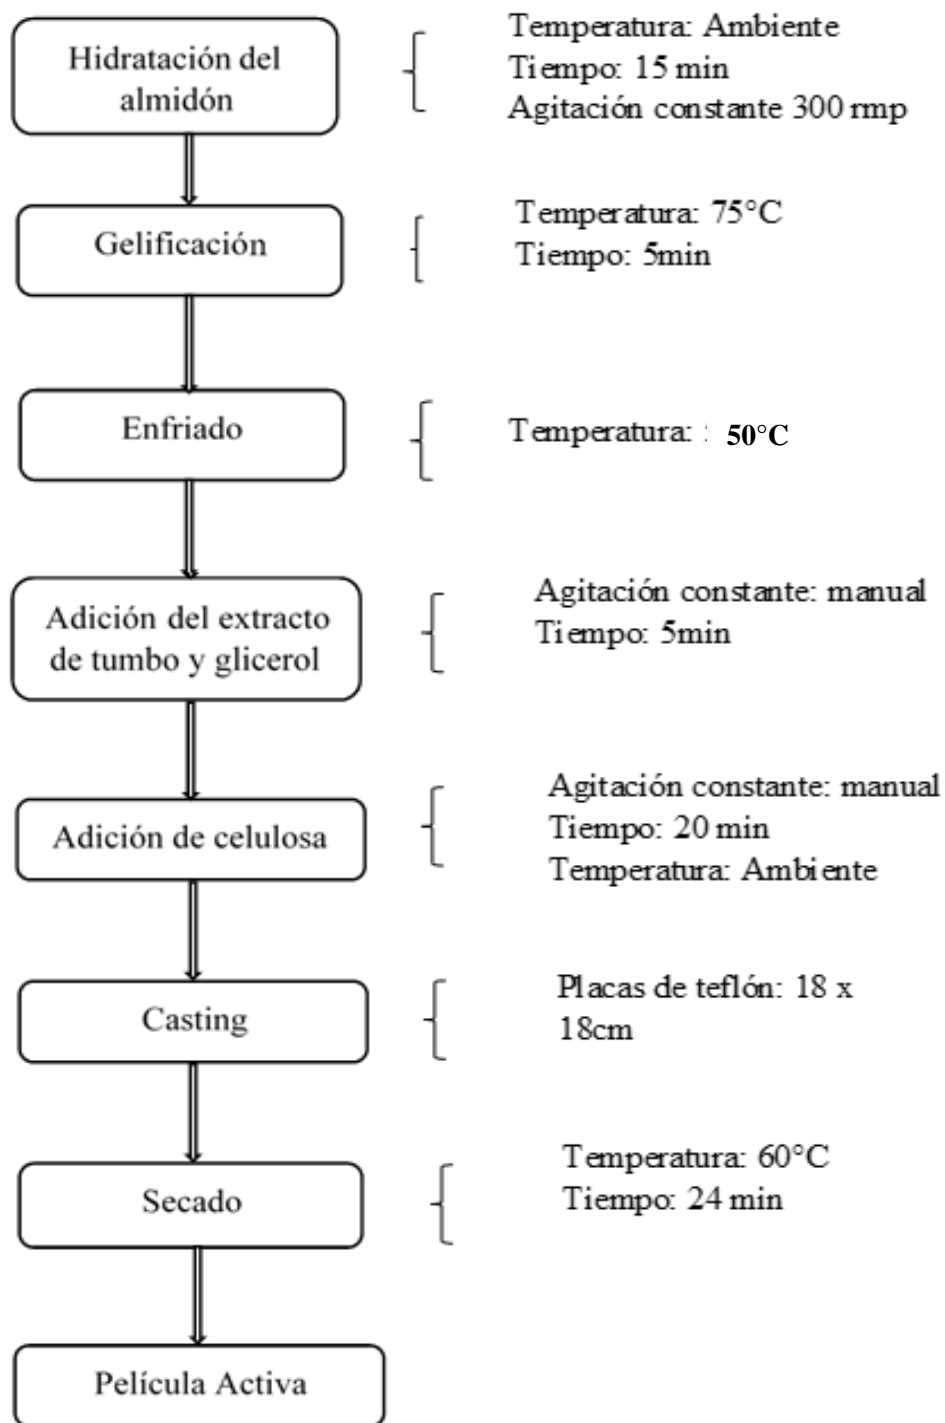 Hidratación del
almidón
Temperatura: Ambiente
Tiempo: 15 min
Agitación constante 300 rmp
Gelificación
Temperatura: 75°C
Tiempo: 5min
Enfriado
Temperatura: 50°C
Adición del extracto
de tumbo y glicerol
Agitación constante: manual
Tiempo: 5min
Adición de celulosa
Agitación constante: manual
Tiempo: 20 min
Temperatura: Ambiente
Casting
Placas de teflón: 18 x
18cm
Secado
Temperatura: 60°C
Tiempo: 24 min
Película Activa